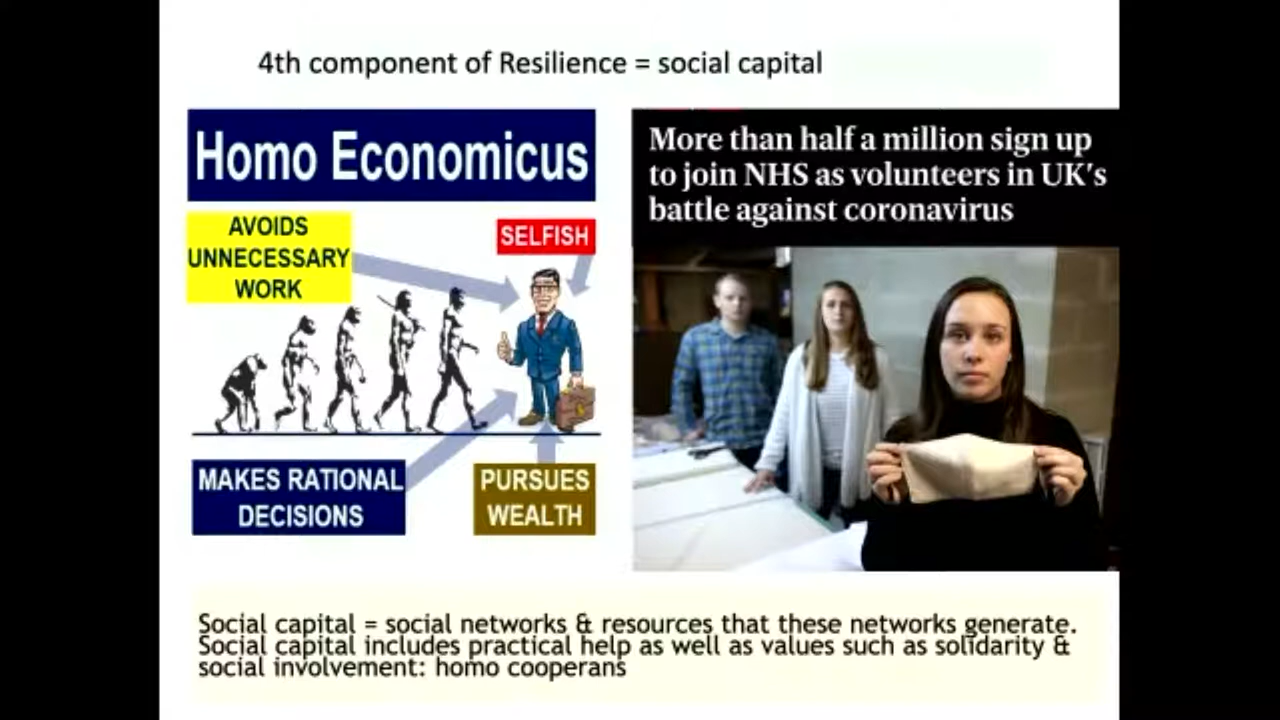 4th component of Resilience = social capital
Homo Economicus
AVOIDS
UNNECESSARY
WORK
SELFISH
MAKES RATIONAL
DECISIONS
PURSUES
WEALTH
More than half a million sign up
to join NHS as volunteers in UK's
battle against coronavirus
Social capital = social networks & resources that these networks generate.
Social capital includes practical help as well as values such as solidarity &
social involvement: homo cooperans